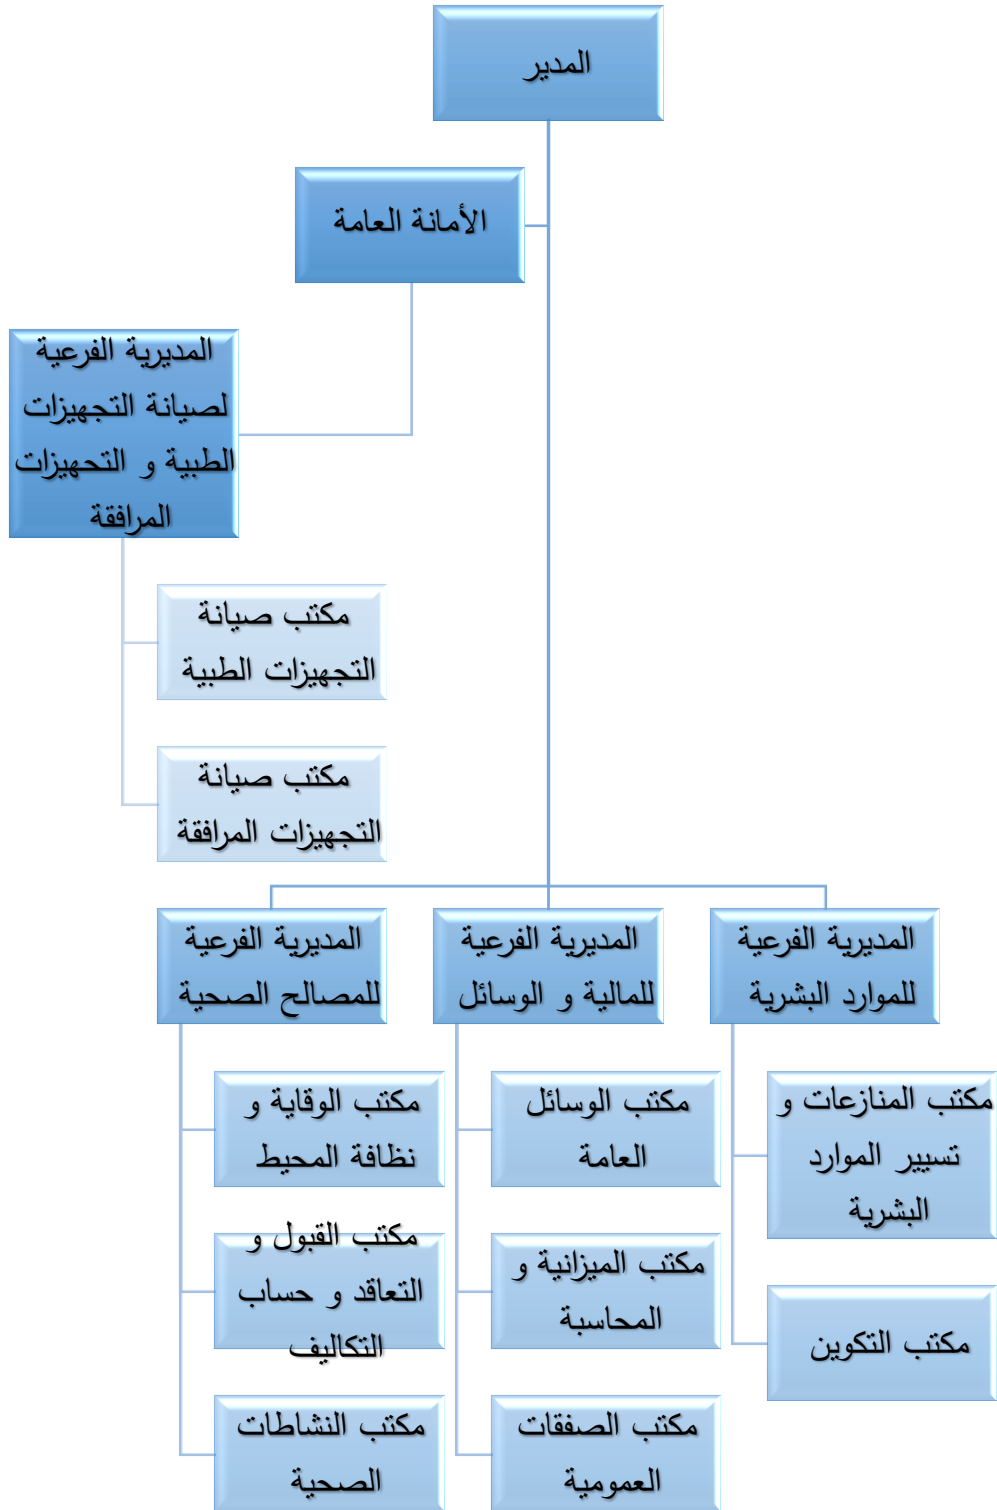 المدير
الأمانة العامة
المديرية الفرعية
لصيانة التجهيزات
الطبية و التحهيزات
المرافقة
مكتب صيانة
التجهيزات الطبية
مكتب صيانة
التجهيزات المرافقة
المديرية الفرعية
للموارد البشرية
مكتب المنازعات و
تسيير الموارد
البشرية
مكتب التكوين
المديرية الفرعية
للمالية و الوسائل
مكتب الوسائل
العامة
مكتب الميزانية و
المحاسبة
مكتب الصفقات
العمومية
المديرية الفرعية
للمصالح الصحية
مكتب الوقاية و
نظافة المحيط
مكتب القبول و
التعاقد و حساب
التكاليف
مكتب النشاطات
الصحية